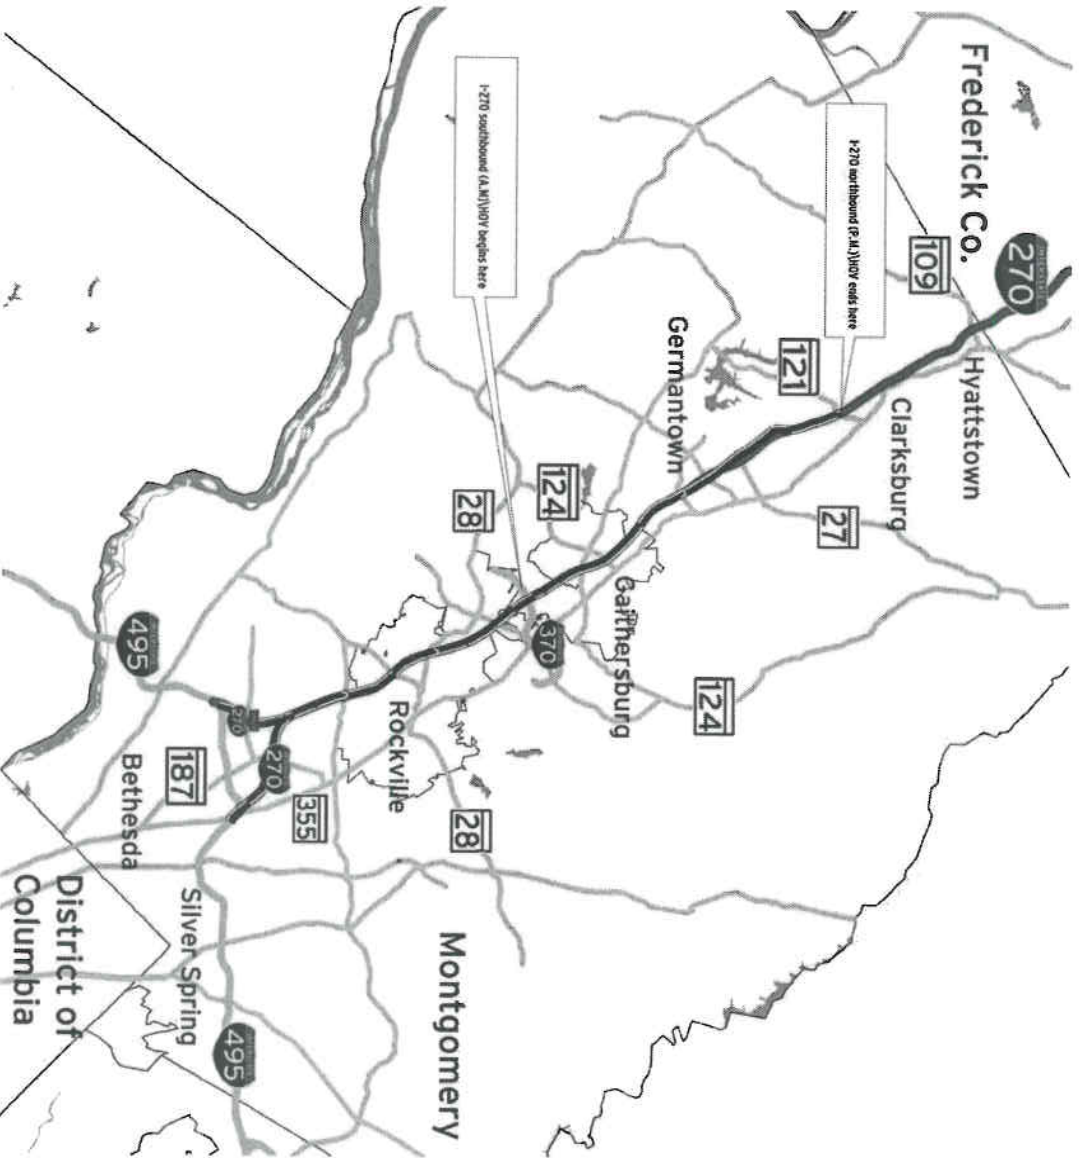 Frederick Co.
INTERSTATE
270
109
Hyattstown
I-270 northbound (P.M.)\HOV ends here
121
Clarksburg
27
Germantown
I-270 southbound (A.M)\HOV begins here
124
28
Gaithersburg
370
124
Rockville
28
495
270
270
187
355
Bethesda
Silver Spring
Montgomery
District of
Columbia
495